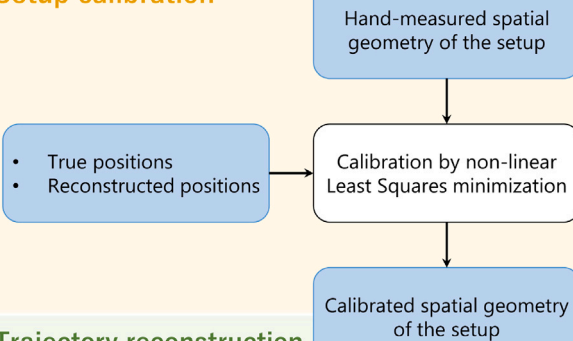 Setup calibration
Hand-measured spatial
geometry of the setup
• True positions
• Reconstructed positions
Calibration by non-linear
Least Squares minimization
Calibrated spatial geometry
of the setup
Trajectory reconstruction